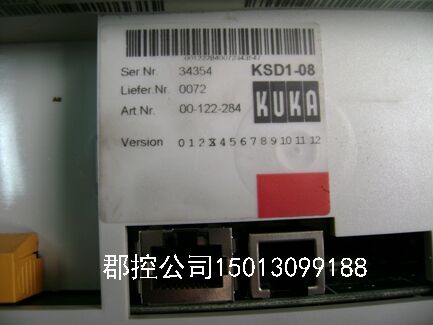 00122284007234354
Ser.Nr. 34354 KSD1-08
Liefer.Nr. 0072 KUKA
Art.Nr. 00-122-284
Version 0 1 2 3 4 5 6 7 8 9 10 11 12
郡控公司15013099188